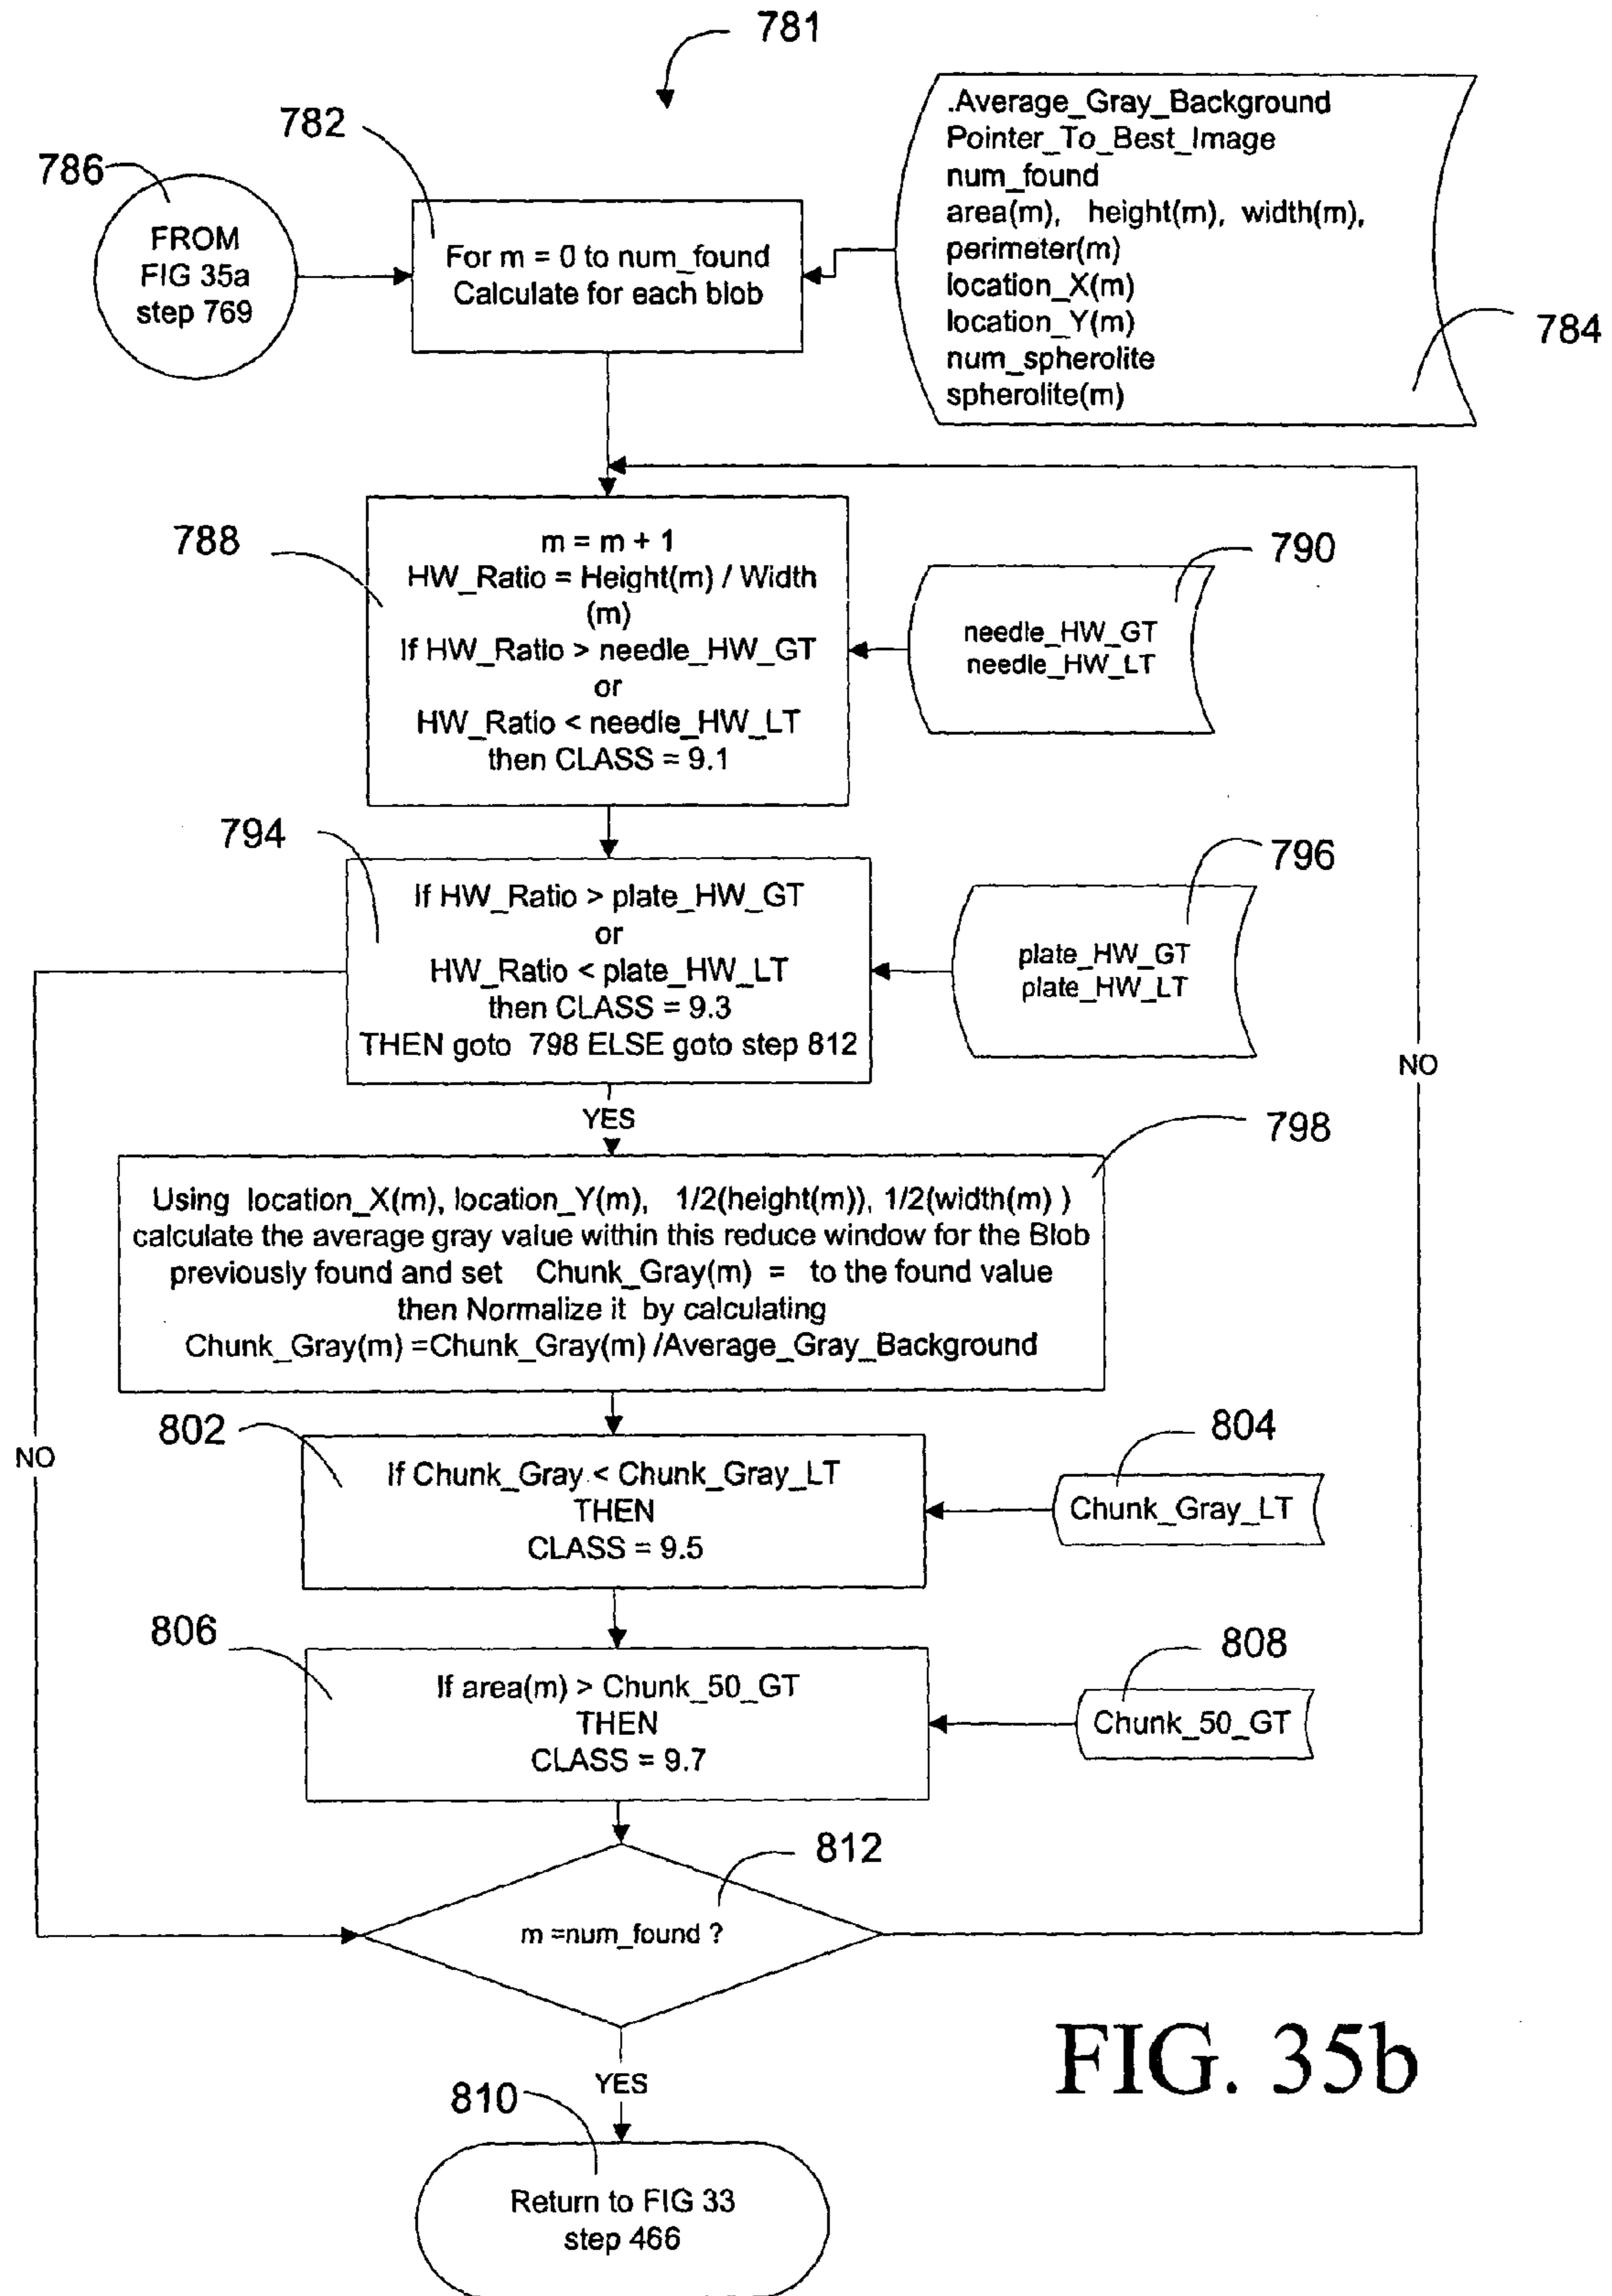 781
782
.Average_Gray_Background
Pointer_To_Best_Image
num_found
area(m), height(m), width(m),
perimeter(m)
location_X(m)
location_Y(m)
num_spherolite
spherolite(m)
784
786
FROM
FIG 35a
step 769
For m = 0 to num_found
Calculate for each blob
788
m = m + 1
HW_Ratio = Height(m) / Width
(m)
If HW_Ratio > needle_HW_GT
or
HW_Ratio < needle_HW_LT
then CLASS = 9.1
790
needle_HW_GT
needle_HW_LT
794
If HW_Ratio > plate_HW_GT
or
HW_Ratio < plate_HW_LT
then CLASS = 9.3
THEN goto 798 ELSE goto step 812
796
plate_HW_GT
plate_HW_LT
NO
YES
798
Using location_X(m), location_Y(m), 1/2(height(m)), 1/2(width(m) )
calculate the average gray value within this reduce window for the Blob
previously found and set Chunk_Gray(m) = to the found value
then Normalize it by calculating
Chunk_Gray(m) =Chunk_Gray(m) /Average_Gray_Background
802
NO
If Chunk_Gray < Chunk_Gray_LT
THEN
CLASS = 9.5
804
Chunk_Gray_LT
806
If area(m) > Chunk_50_GT
THEN
CLASS = 9.7
808
Chunk_50_GT
812
m =num_found ?
YES
810
Return to FIG 33
step 466
FIG. 35b